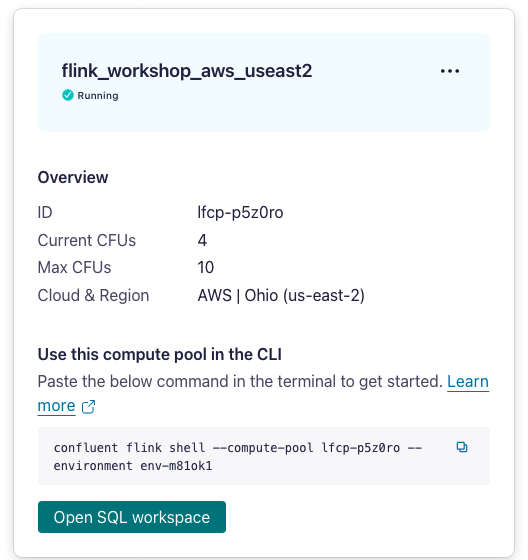 flink_workshop_aws_useast2
Running
Overview
ID lfcp-p5z0ro
Current CFUs 4
Max CFUs 10
Cloud & Region AWS | Ohio (us-east-2)
Use this compute pool in the CLI
Paste the below command in the terminal to get started. Learn
more
confluent flink shell --compute-pool lfcp-p5z0ro --
environment env-m81ok1
Open SQL workspace